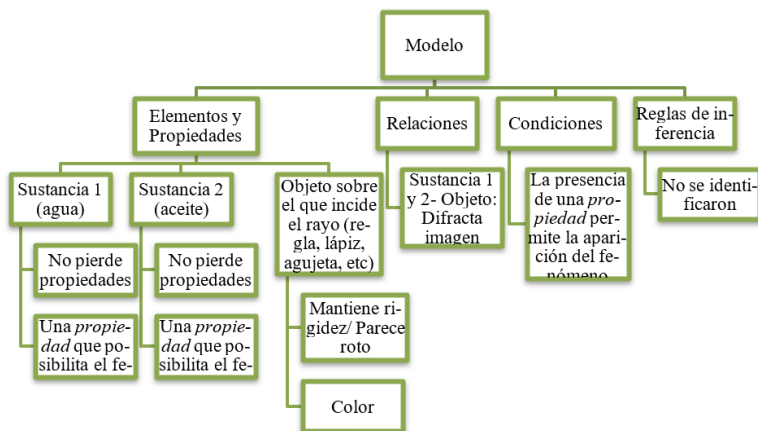 Modelo
Elementos y
Propiedades
Sustancia 1
(agua)
No pierde
propiedades
Una propie-
dad que po-
sibilita el fe-
Sustancia 2
(aceite)
No pierde
propiedades
Una propie-
dad que po-
sibilita el fe-
Objeto sobre
el que incide
el rayo (re-
gla, lápiz,
agujeta, etc)
Mantiene ri-
gidez/ Parece
roto
Color
Relaciones
Sustancia 1
y 2- Objeto:
Difracta
imagen
Condiciones
La presencia
de una pro-
piedad per-
mite la apari-
ción del fe-
nómeno
Reglas de in-
ferencia
No se identi-
ficaron